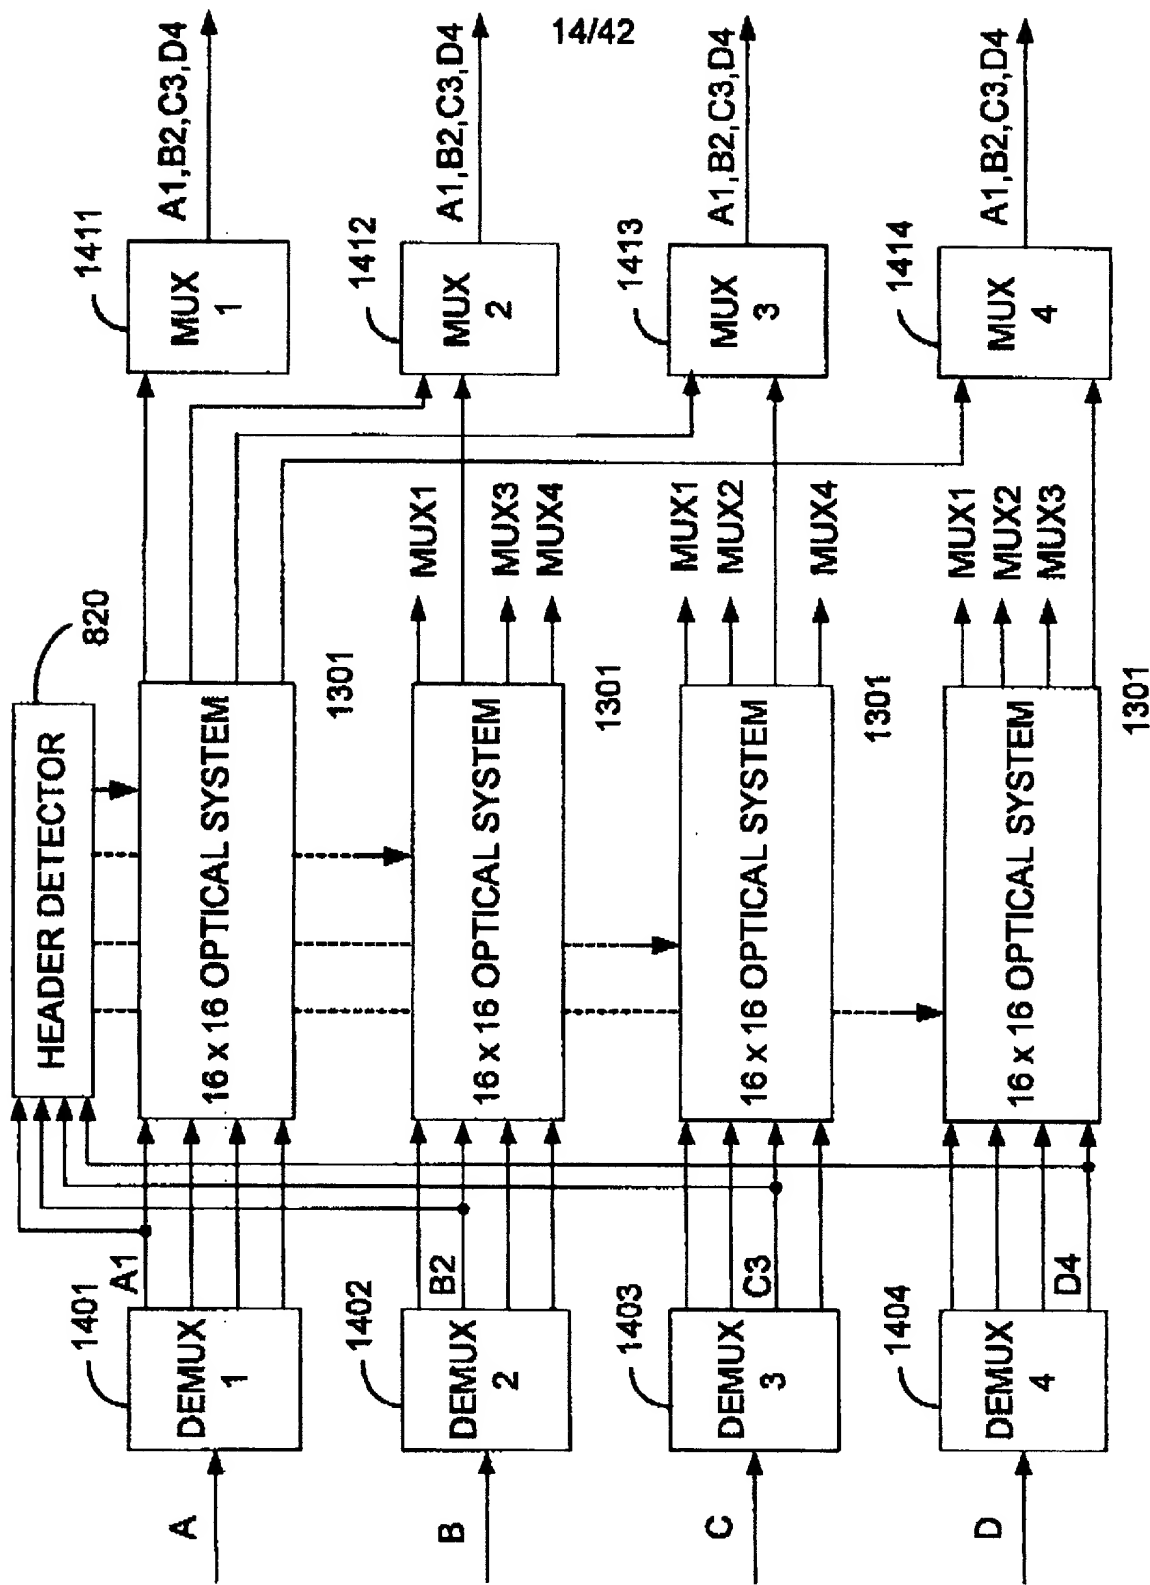 14/42
HEADER DETECTOR
820
A
1401
DEMUX
1
A1
16 x 16 OPTICAL SYSTEM
1301
1411
MUX
1
A1,B2,C3,D4
B
1402
DEMUX
2
B2
16 x 16 OPTICAL SYSTEM
1301
MUX1
MUX3
MUX4
1412
MUX
2
A1,B2,C3,D4
C
1403
DEMUX
3
C3
16 x 16 OPTICAL SYSTEM
1301
MUX1
MUX2
MUX4
1413
MUX
3
A1,B2,C3,D4
D
1404
DEMUX
4
D4
16 x 16 OPTICAL SYSTEM
1301
MUX1
MUX2
MUX3
1414
MUX
4
A1,B2,C3,D4